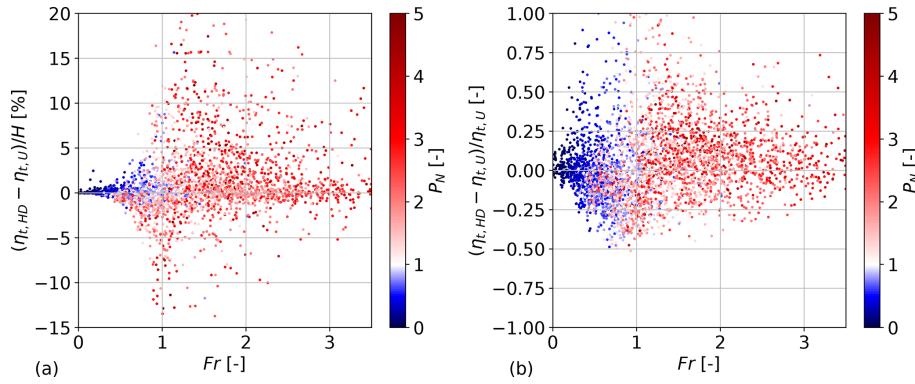 20
15
10
5
0
−5
−10
−15
(η_{t, HD} − η_{t, U})/H [%]
0 1 2 3
Fr [-]
5
4
3
2
1
0
P_N [-]
(a)
1.00
0.75
0.50
0.25
0.00
−0.25
−0.50
−0.75
−1.00
(η_{t, HD} − η_{t, U})/η_{t, U} [-]
0 1 2 3
Fr [-]
5
4
3
2
1
0
P_N [-]
(b)